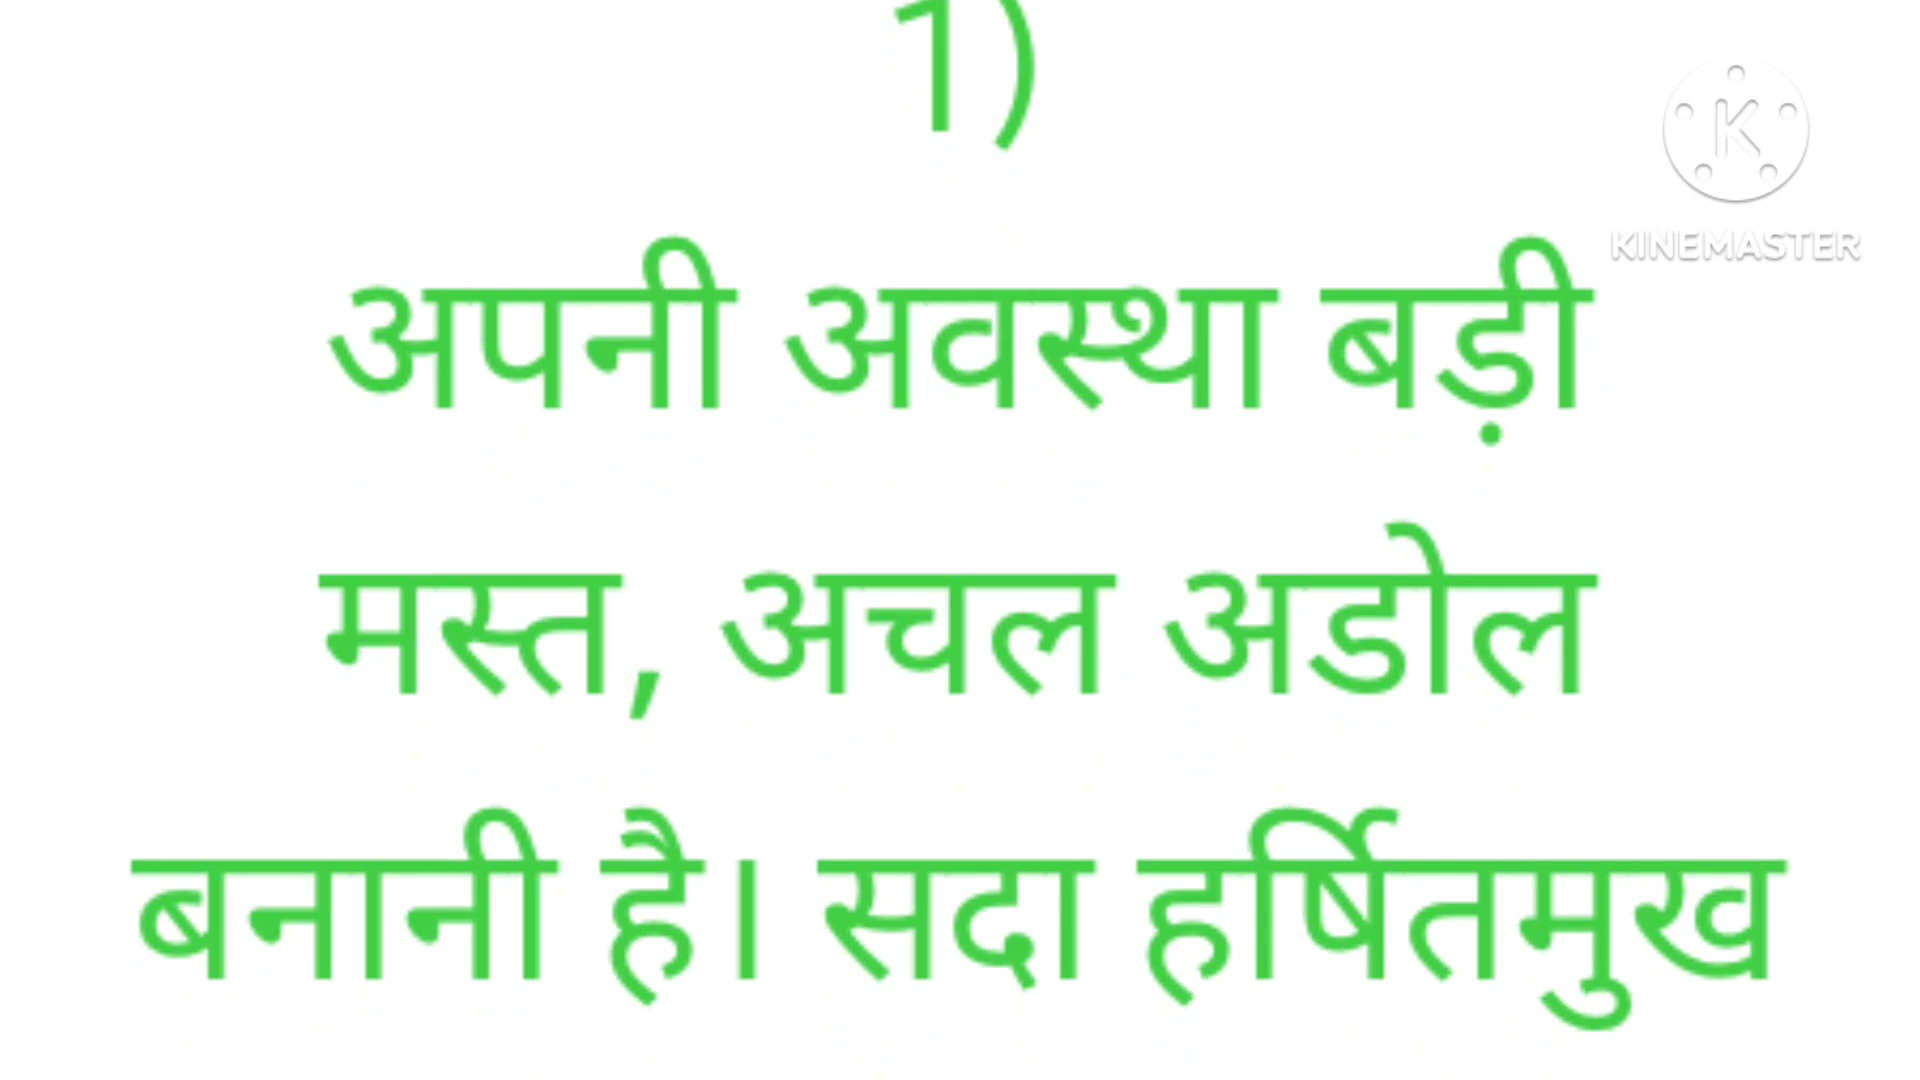 1)
KINEMASTER
अपनी अवस्था बड़ी
मस्त, अचल अडोल
बनानी है। सदा हर्षितमुख